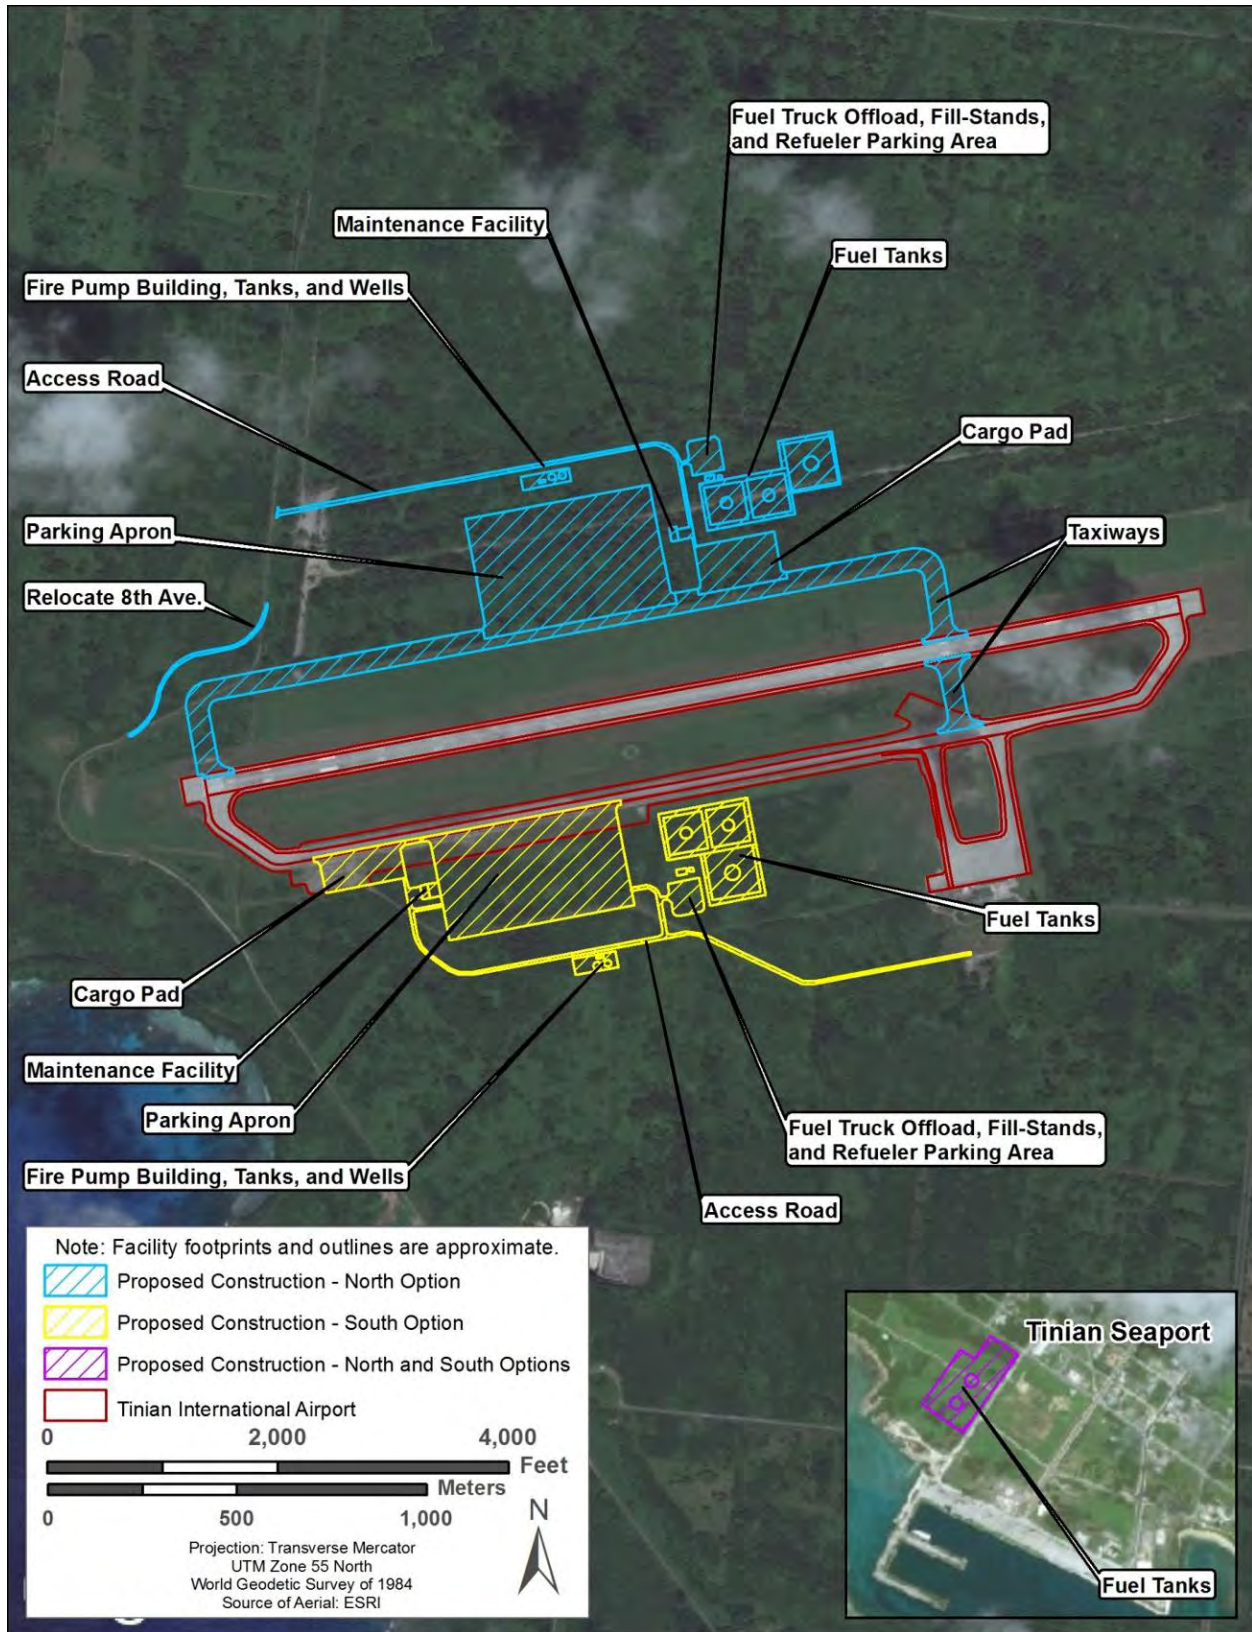 Fuel Truck Offload, Fill-Stands,
and Refueler Parking Area
Maintenance Facility
Fuel Tanks
Fire Pump Building, Tanks, and Wells
Access Road
Cargo Pad
Parking Apron
Taxiways
Relocate 8th Ave.
Fuel Tanks
Cargo Pad
Maintenance Facility
Parking Apron
Fuel Truck Offload, Fill-Stands,
and Refueler Parking Area
Fire Pump Building, Tanks, and Wells
Access Road
Note: Facility footprints and outlines are approximate.
Proposed Construction - North Option
Proposed Construction - South Option
Proposed Construction - North and South Options
Tinian International Airport
0 2,000 4,000
Feet
Meters
0 500 1,000
N
Projection: Transverse Mercator
UTM Zone 55 North
World Geodetic Survey of 1984
Source of Aerial: ESRI
Tinian Seaport
Fuel Tanks